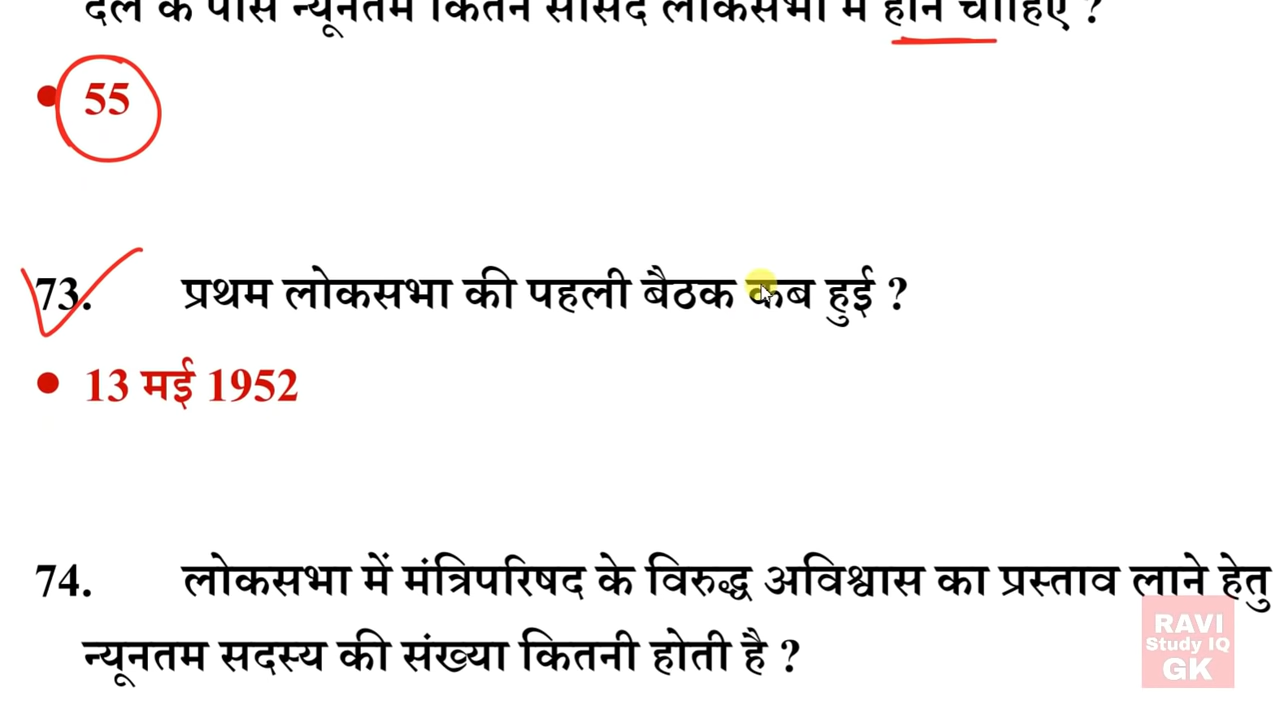 दल के पास न्यूनतम कितने सांसद लोकसभा में होने चाहिए ?
• 55
73. प्रथम लोकसभा की पहली बैठक कब हुई ?
• 13 मई 1952
74. लोकसभा में मंत्रिपरिषद के विरुद्ध अविश्वास का प्रस्ताव लाने हेतु
न्यूनतम सदस्य की संख्या कितनी होती है ?
RAVI
Study IQ
GK